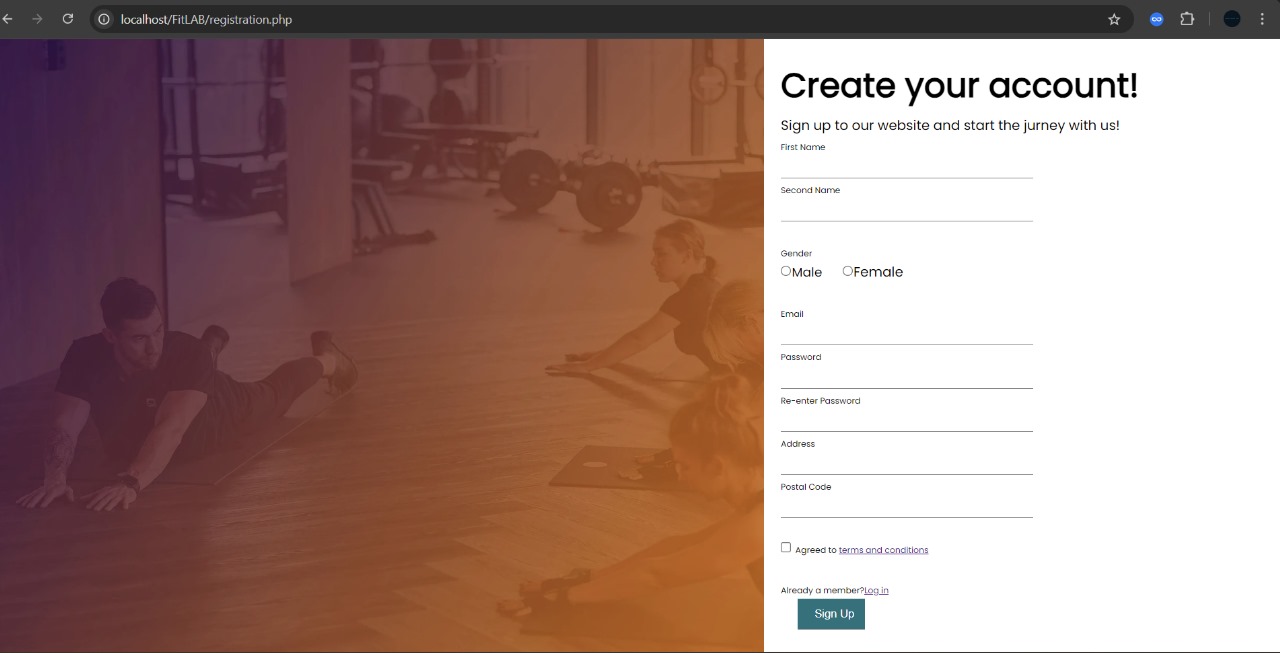 localhost/FitLAB/registration.php
Create your account!
Sign up to our website and start the jurney with us!
First Name
Second Name
Gender
Male Female
Email
Password
Re-enter Password
Address
Postal Code
Agreed to terms and conditions
Already a member?Log in
Sign Up